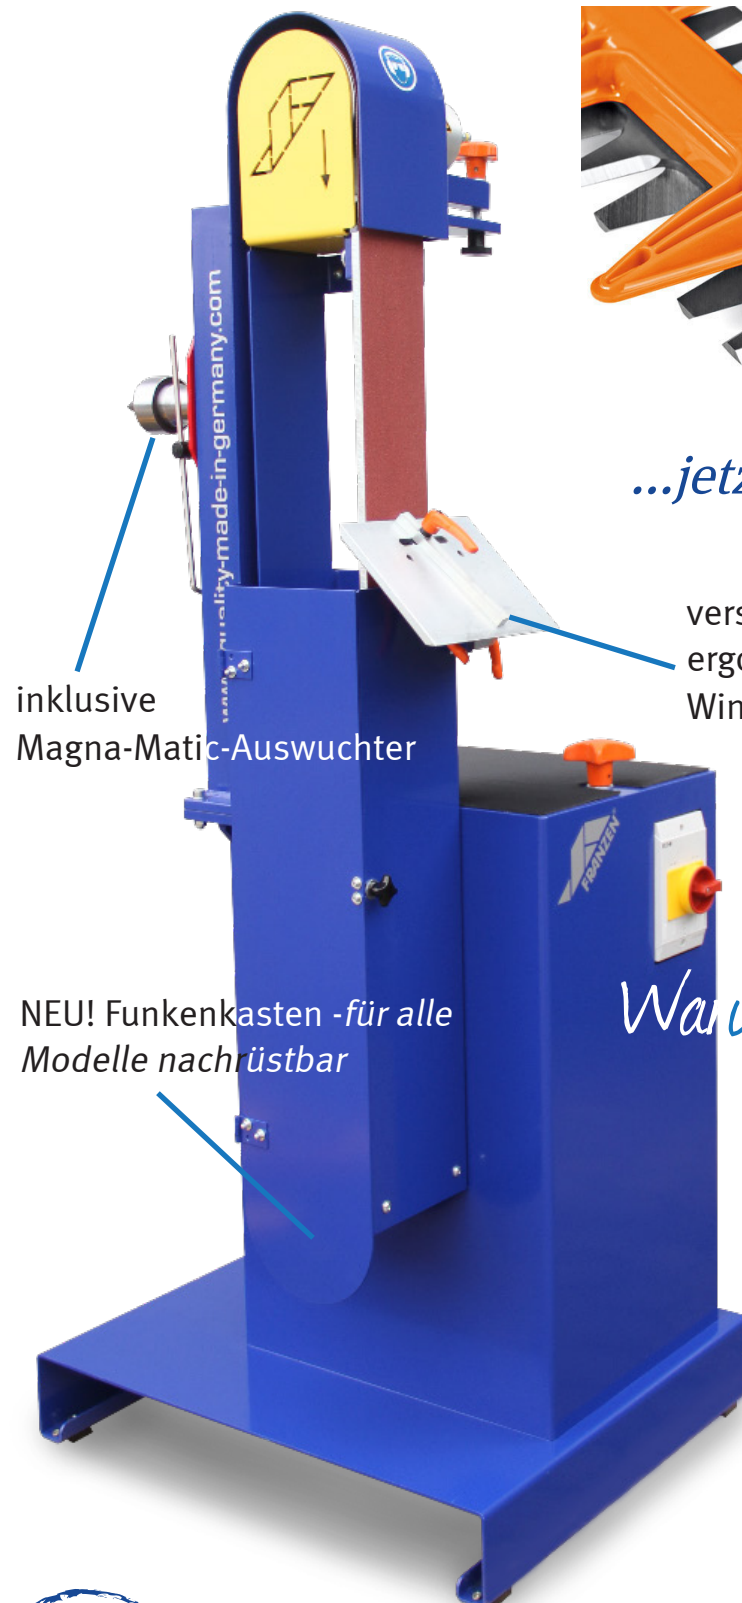 www.quality-made-in-germany.com
...jetz
inklusive
Magna-Matic-Auswuchter
vers
ergo
Win
FRANZEN
NEU! Funkenkasten -für alle
Modelle nachrüstbar
Waru